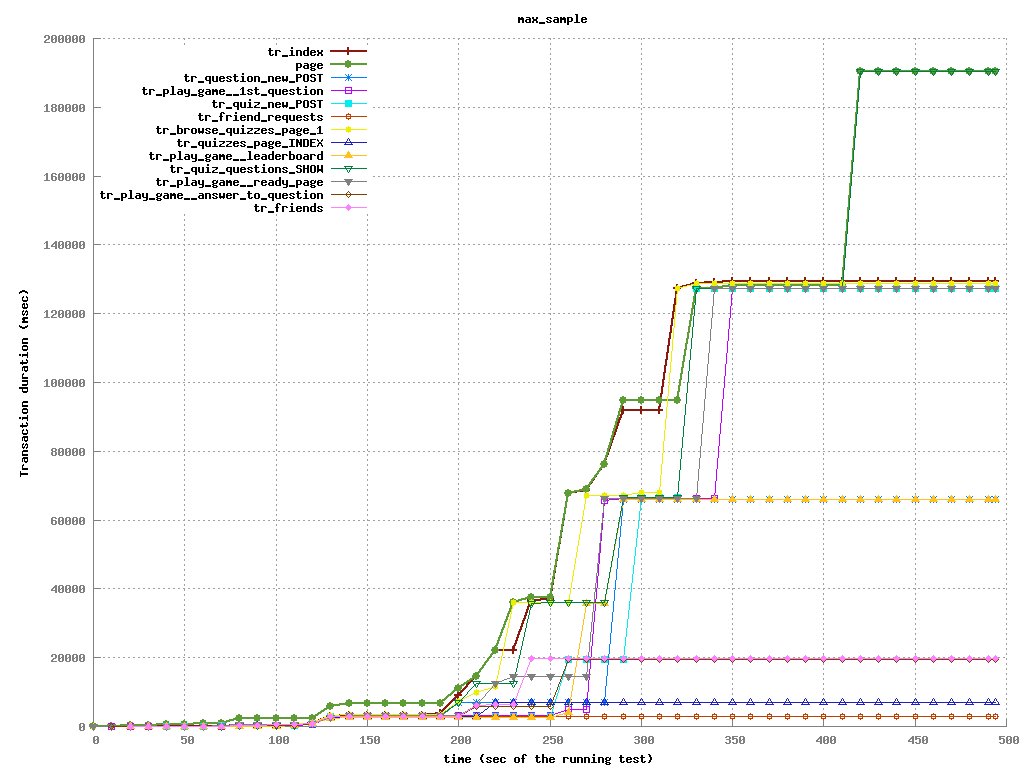 max_sample
200000
180000
160000
140000
120000
100000
80000
60000
40000
20000
0
Transaction duration (msec)
tr_index
page
tr_question_new_POST
tr_play_game__1st_question
tr_quiz_new_POST
tr_friend_requests
tr_browse_quizzes_page_1
tr_quizzes_page_INDEX
tr_play_game__leaderboard
tr_quiz_questions_SHOW
tr_play_game__ready_page
tr_play_game__answer_to_question
tr_friends
0 50 100 150 200 250 300 350 400 450 500
time (sec of the running test)